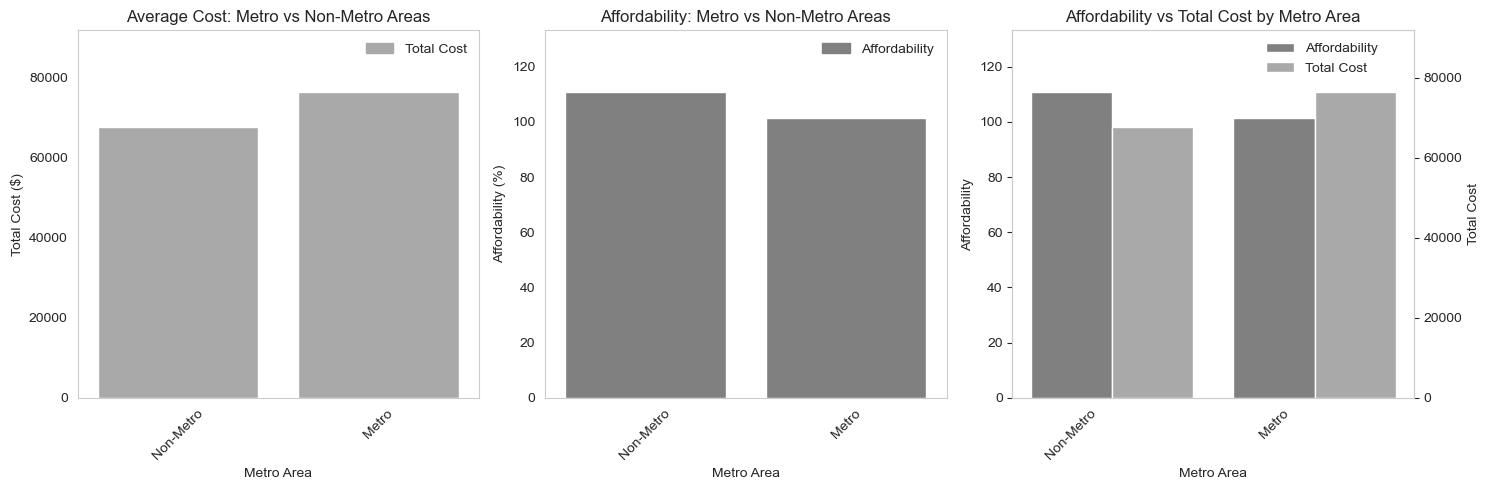 Average Cost: Metro vs Non-Metro Areas
Total Cost
80000
60000
40000
20000
0
Total Cost ($)
Non-Metro
Metro
Metro Area
Affordability: Metro vs Non-Metro Areas
Affordability
120
100
80
60
40
20
0
Affordability (%)
Non-Metro
Metro
Metro Area
Affordability vs Total Cost by Metro Area
Affordability
Total Cost
120
100
80
60
40
20
0
Affordability
80000
60000
40000
20000
0
Total Cost
Non-Metro
Metro
Metro Area